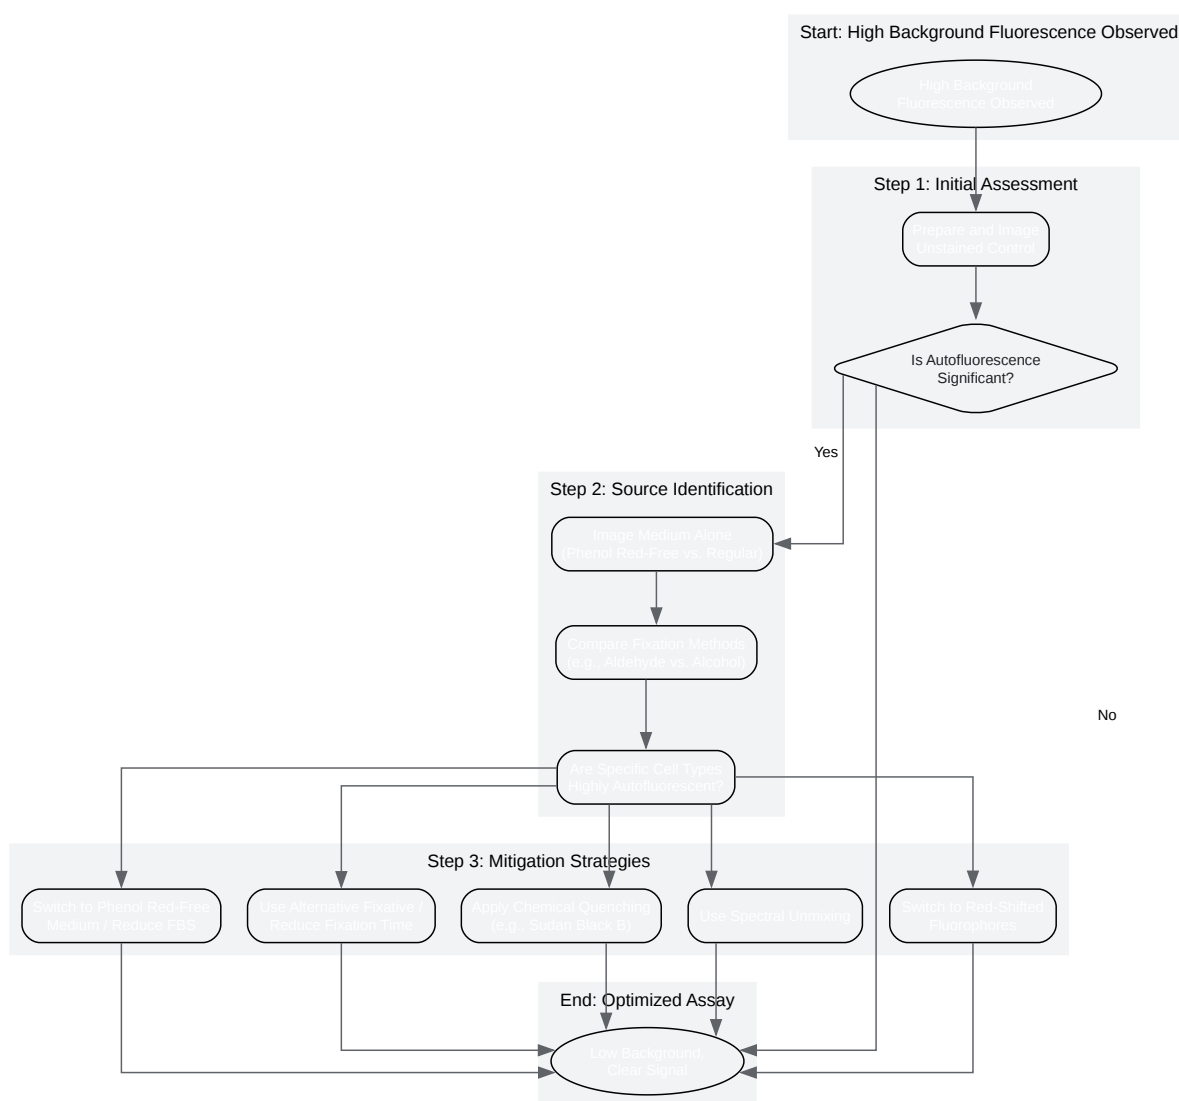 Start: High Background Fluorescence Observed
High Background
Fluorescence Observed
Step 1: Initial Assessment
Prepare and Image
Unstained Control
Is Autofluorescence
Significant?
Yes
Step 2: Source Identification
Image Medium Alone
(Phenol Red-Free vs. Regular)
Compare Fixation Methods
(e.g., Aldehyde vs. Alcohol)
No
Are Specific Cell Types
Highly Autofluorescent?
Step 3: Mitigation Strategies
Switch to Phenol Red-Free
Medium / Reduce FBS
Use Alternative Fixative /
Reduce Fixation Time
Apply Chemical Quenching
(e.g., Sudan Black B)
Use Spectral Unmixing
Switch to Red-Shifted
Fluorophores
End: Optimized Assay
Low Background,
Clear Signal